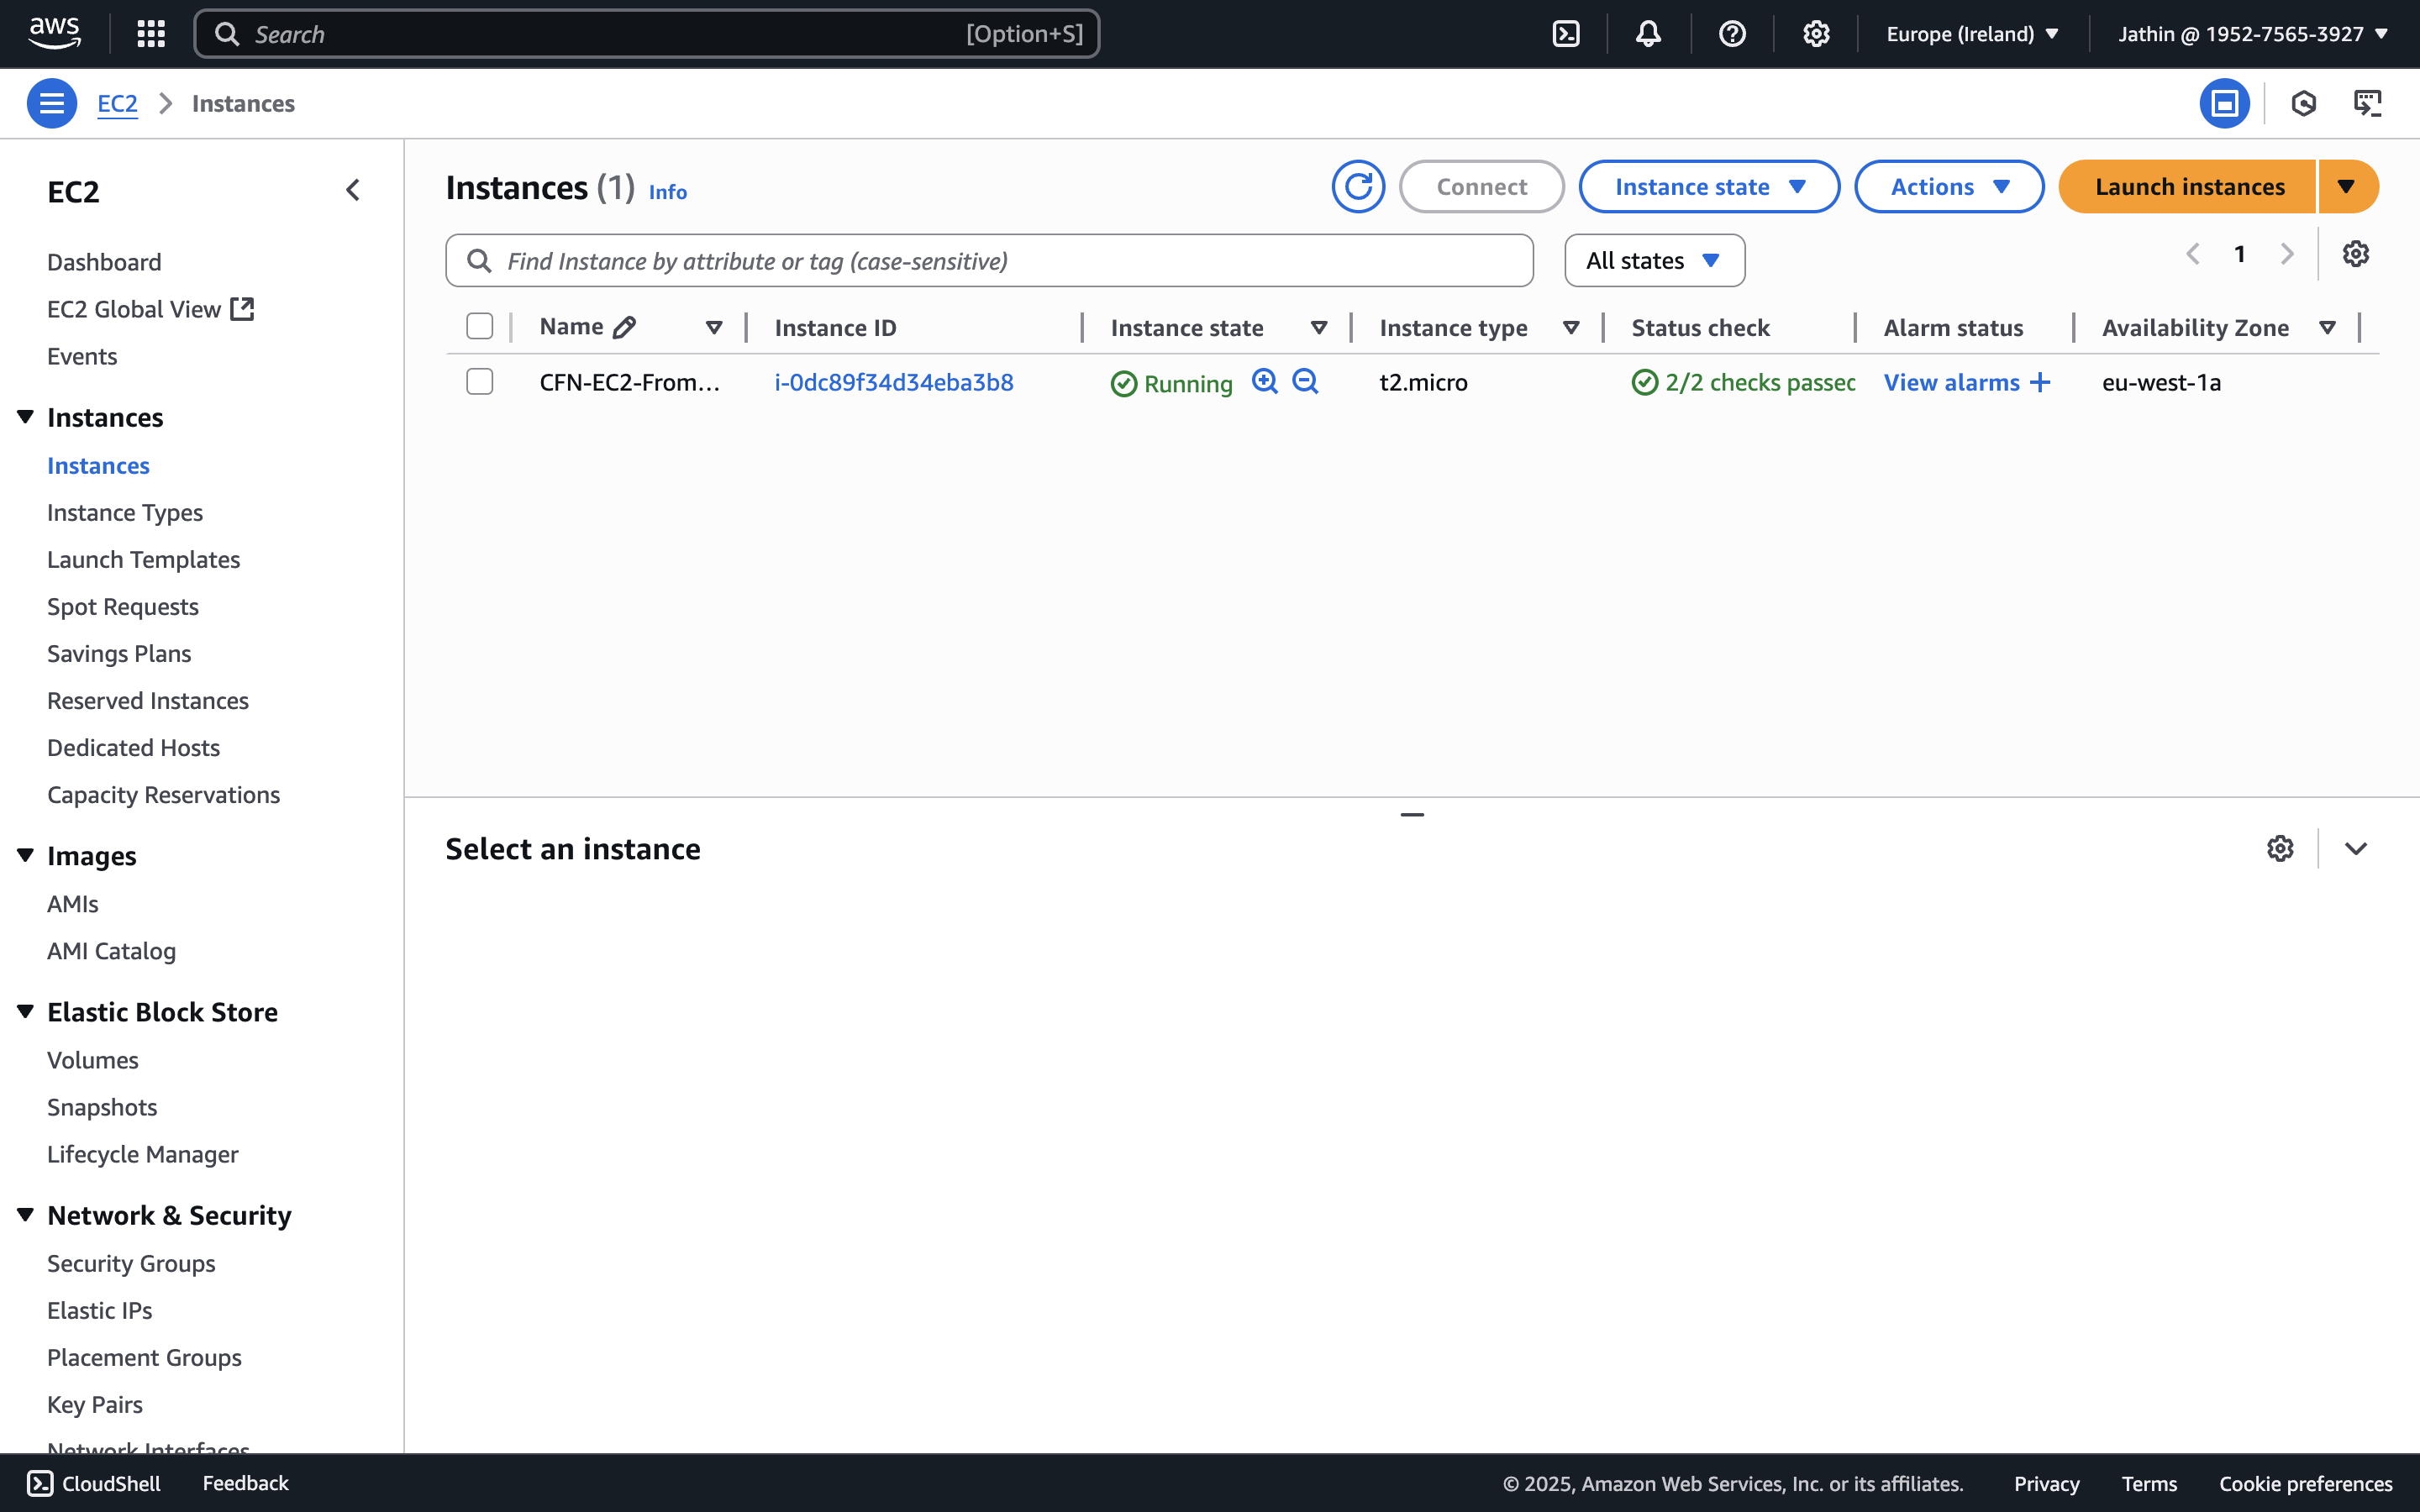 aws
Search [Option+S]
Europe (Ireland)
Jathin @ 1952-7565-3927
EC2 Instances
EC2
Dashboard
EC2 Global View
Events
Instances
Instances
Instance Types
Launch Templates
Spot Requests
Savings Plans
Reserved Instances
Dedicated Hosts
Capacity Reservations
Images
AMIs
AMI Catalog
Elastic Block Store
Volumes
Snapshots
Lifecycle Manager
Network & Security
Security Groups
Elastic IPs
Placement Groups
Key Pairs
Network Interfaces
Instances (1) Info
Connect
Instance state
Actions
Launch instances
Find Instance by attribute or tag (case-sensitive)
All states
1
Name Instance ID Instance state Instance type Status check Alarm status Availability Zone
CFN-EC2-From... i-0dc89f34d34eba3b8 Running t2.micro 2/2 checks passec View alarms + eu-west-1a
Select an instance
CloudShell Feedback
© 2025, Amazon Web Services, Inc. or its affiliates. Privacy Terms Cookie preferences